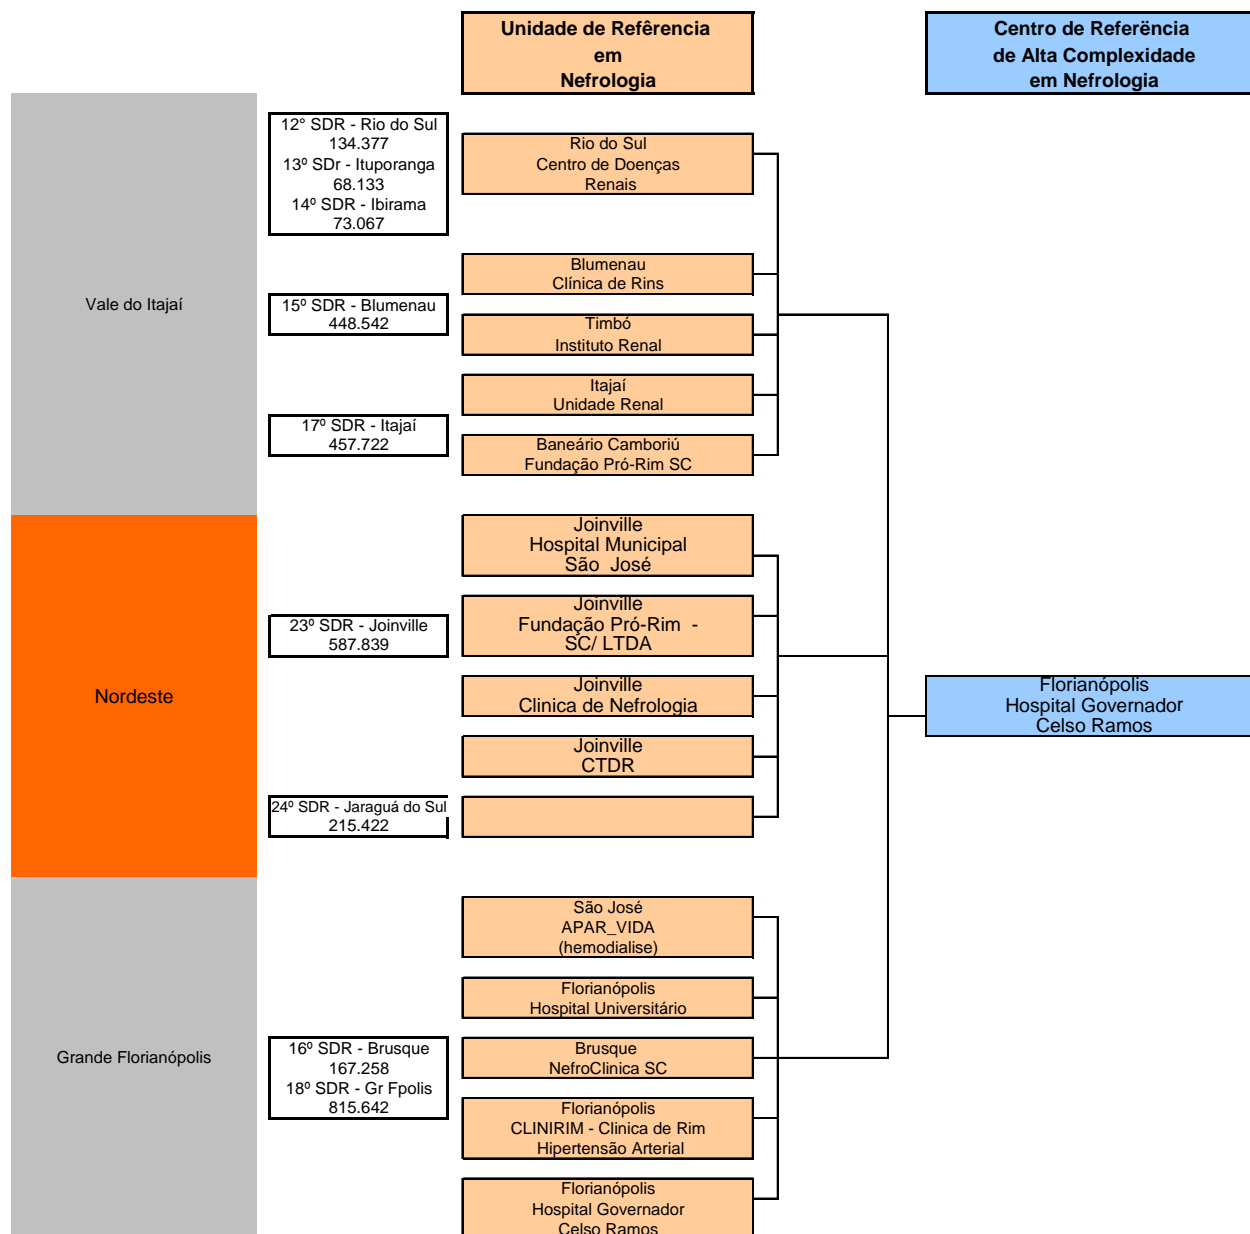 Unidade de Refêrencia
em
Nefrologia
Centro de Referëncia
de Alta Complexidade
em Nefrologia
Vale do Itajaí
12° SDR - Rio do Sul
134.377
13º SDr - Ituporanga
68.133
14º SDR - Ibirama
73.067
Rio do Sul
Centro de Doenças
Renais
15º SDR - Blumenau
448.542
Blumenau
Clínica de Rins
Timbó
Instituto Renal
17º SDR - Itajaí
457.722
Itajaí
Unidade Renal
Baneário Camboriú
Fundação Pró-Rim SC
Nordeste
23º SDR - Joinville
587.839
Joinville
Hospital Municipal
São  José
Joinville
Fundação Pró-Rim  -
SC/ LTDA
Joinville
Clinica de Nefrologia
Joinville
CTDR
24º SDR - Jaraguá do Sul
215.422
Florianópolis
Hospital Governador
Celso Ramos
Grande Florianópolis
16º SDR - Brusque
167.258
18º SDR - Gr Fpolis
815.642
São José
APAR_VIDA
(hemodialise)
Florianópolis
Hospital Universitário
Brusque
NefroClinica SC
Florianópolis
CLINIRIM - Clinica de Rim
Hipertensão Arterial
Florianópolis
Hospital Governador
Celso Ramos